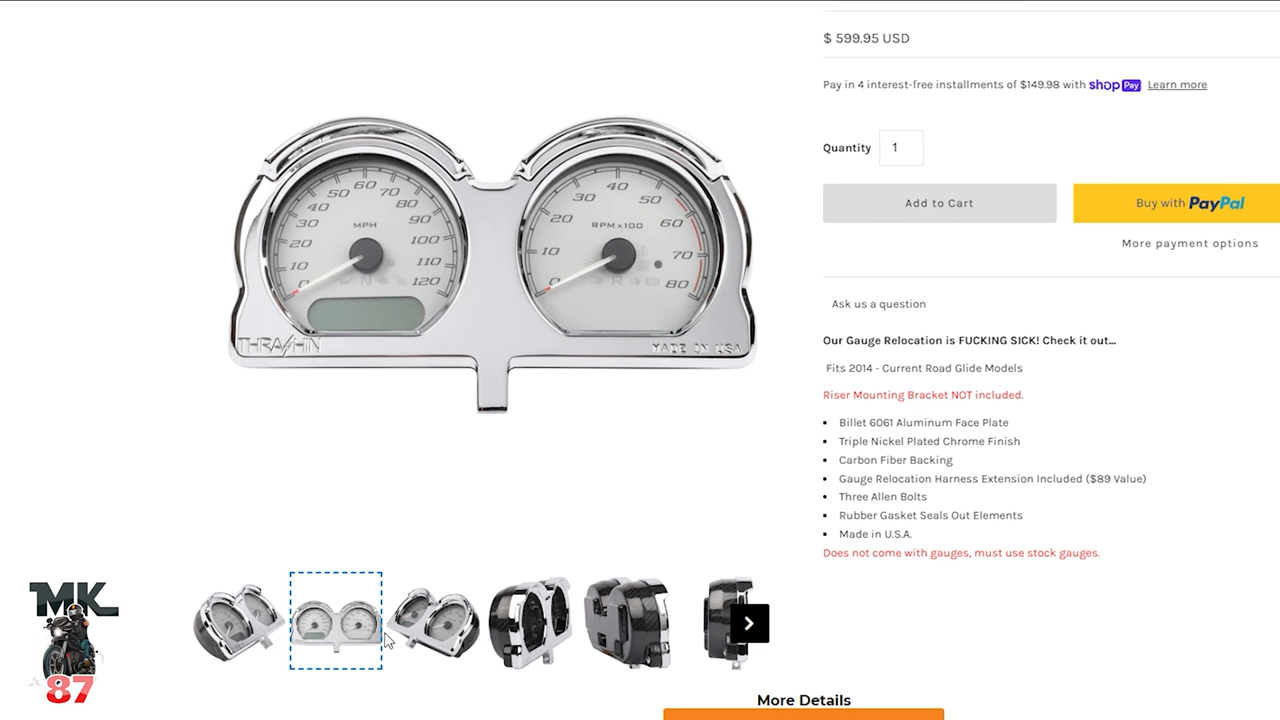 $ 599.95 USD
Pay in 4 interest-free installments of $149.98 with shop Pay Learn more
Quantity 1
Add to Cart
Buy with PayPal
More payment options
Ask us a question
Our Gauge Relocation is FUCKING SICK! Check it out...
Fits 2014 - Current Road Glide Models
Riser Mounting Bracket NOT included.
• Billet 6061 Aluminum Face Plate
• Triple Nickel Plated Chrome Finish
• Carbon Fiber Backing
• Gauge Relocation Harness Extension Included ($89 Value)
• Three Allen Bolts
• Rubber Gasket Seals Out Elements
• Made in U.S.A.
Does not come with gauges, must use stock gauges.
0 10 20 30 40 50 60 70 80 90 100 110 120
MPH
0 10 20 30 40 50 60 70 80
RPM x100
THRASHIN
MADE IN USA
MK
87
More Details